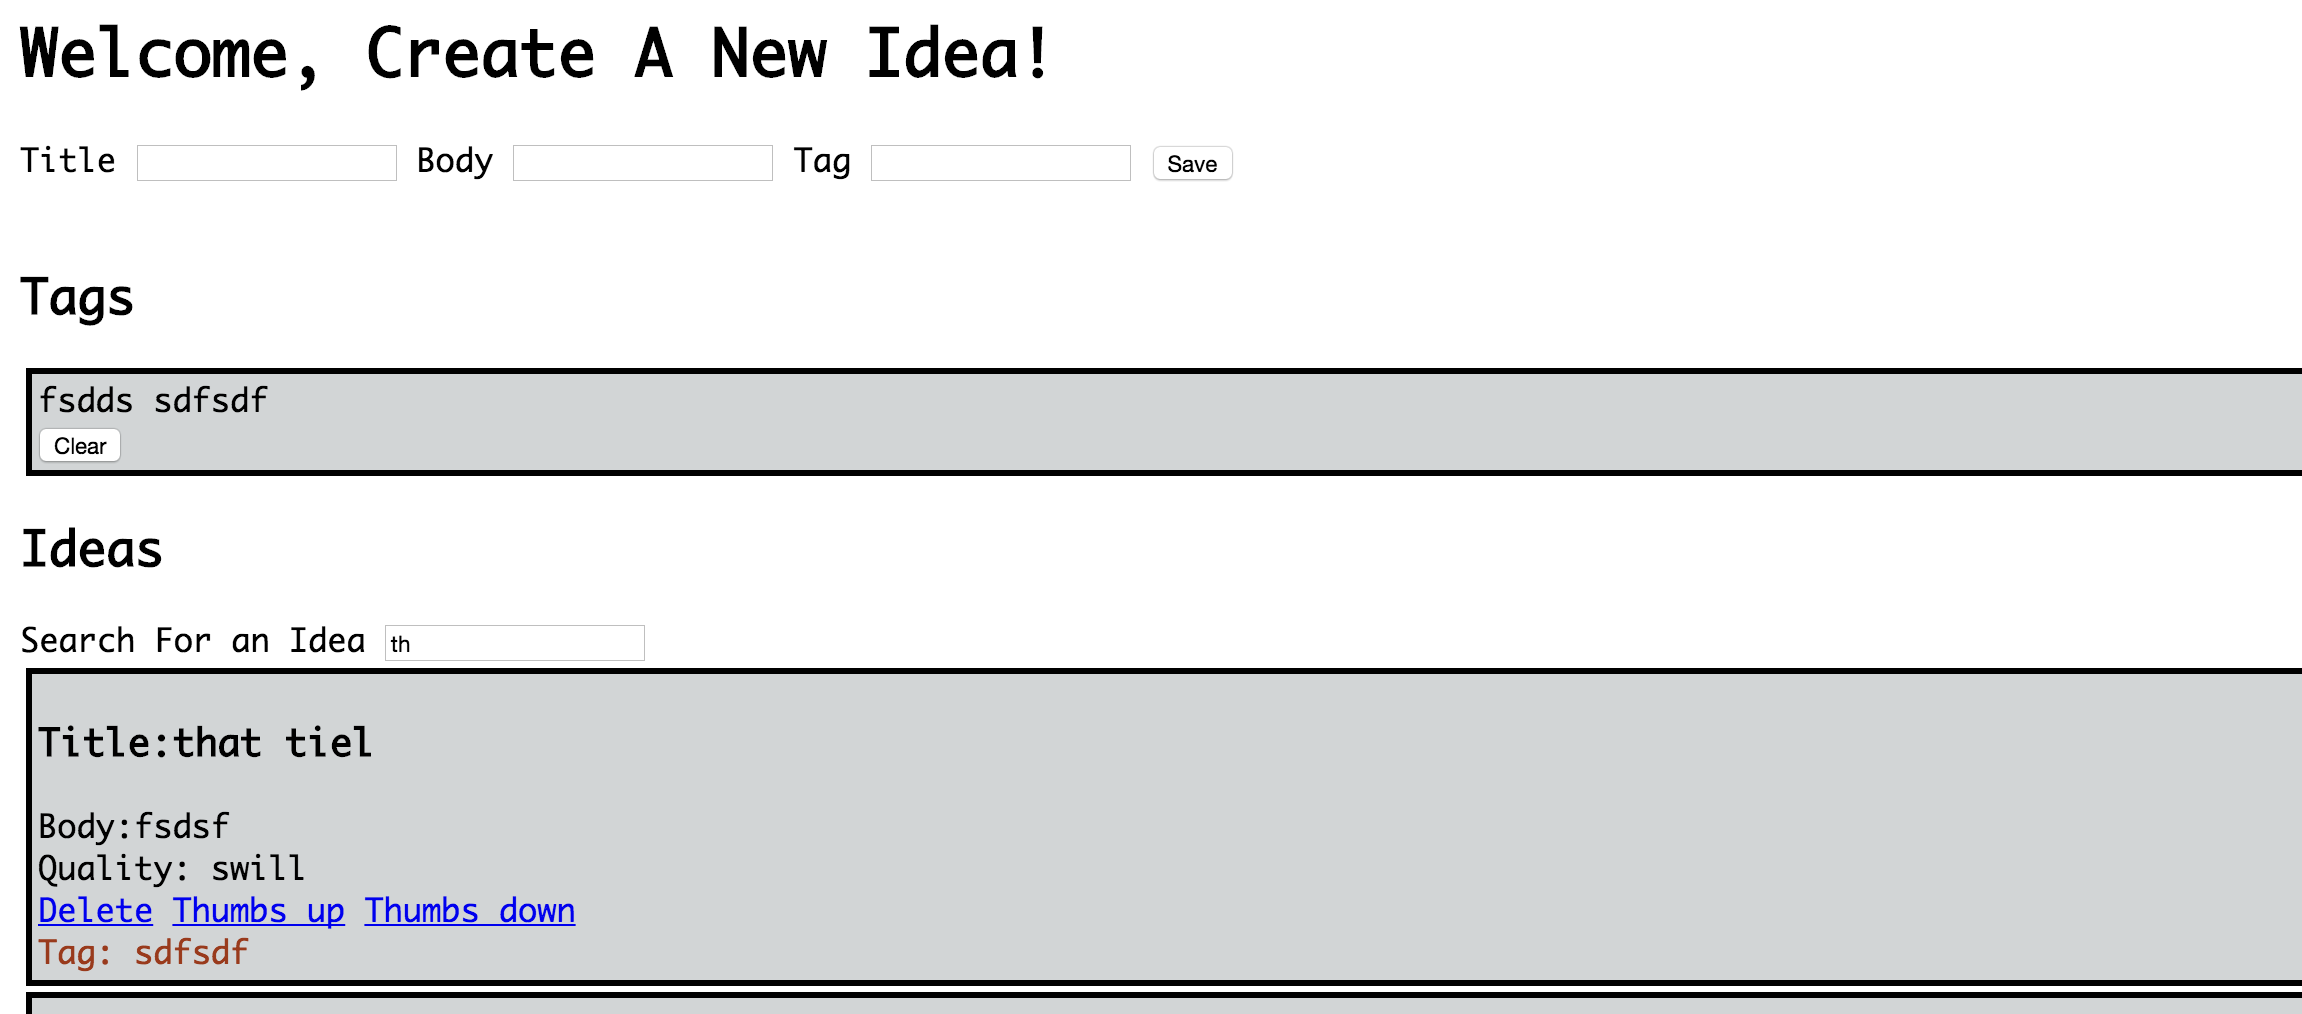 Welcome, Create A New Idea!
Title Body Tag Save
Tags
fsdds sdfsdf
Clear
Ideas
Search For an Idea th
Title:that tiel
Body:fsdsf
Quality: swill
Delete Thumbs up Thumbs down
Tag: sdfsdf